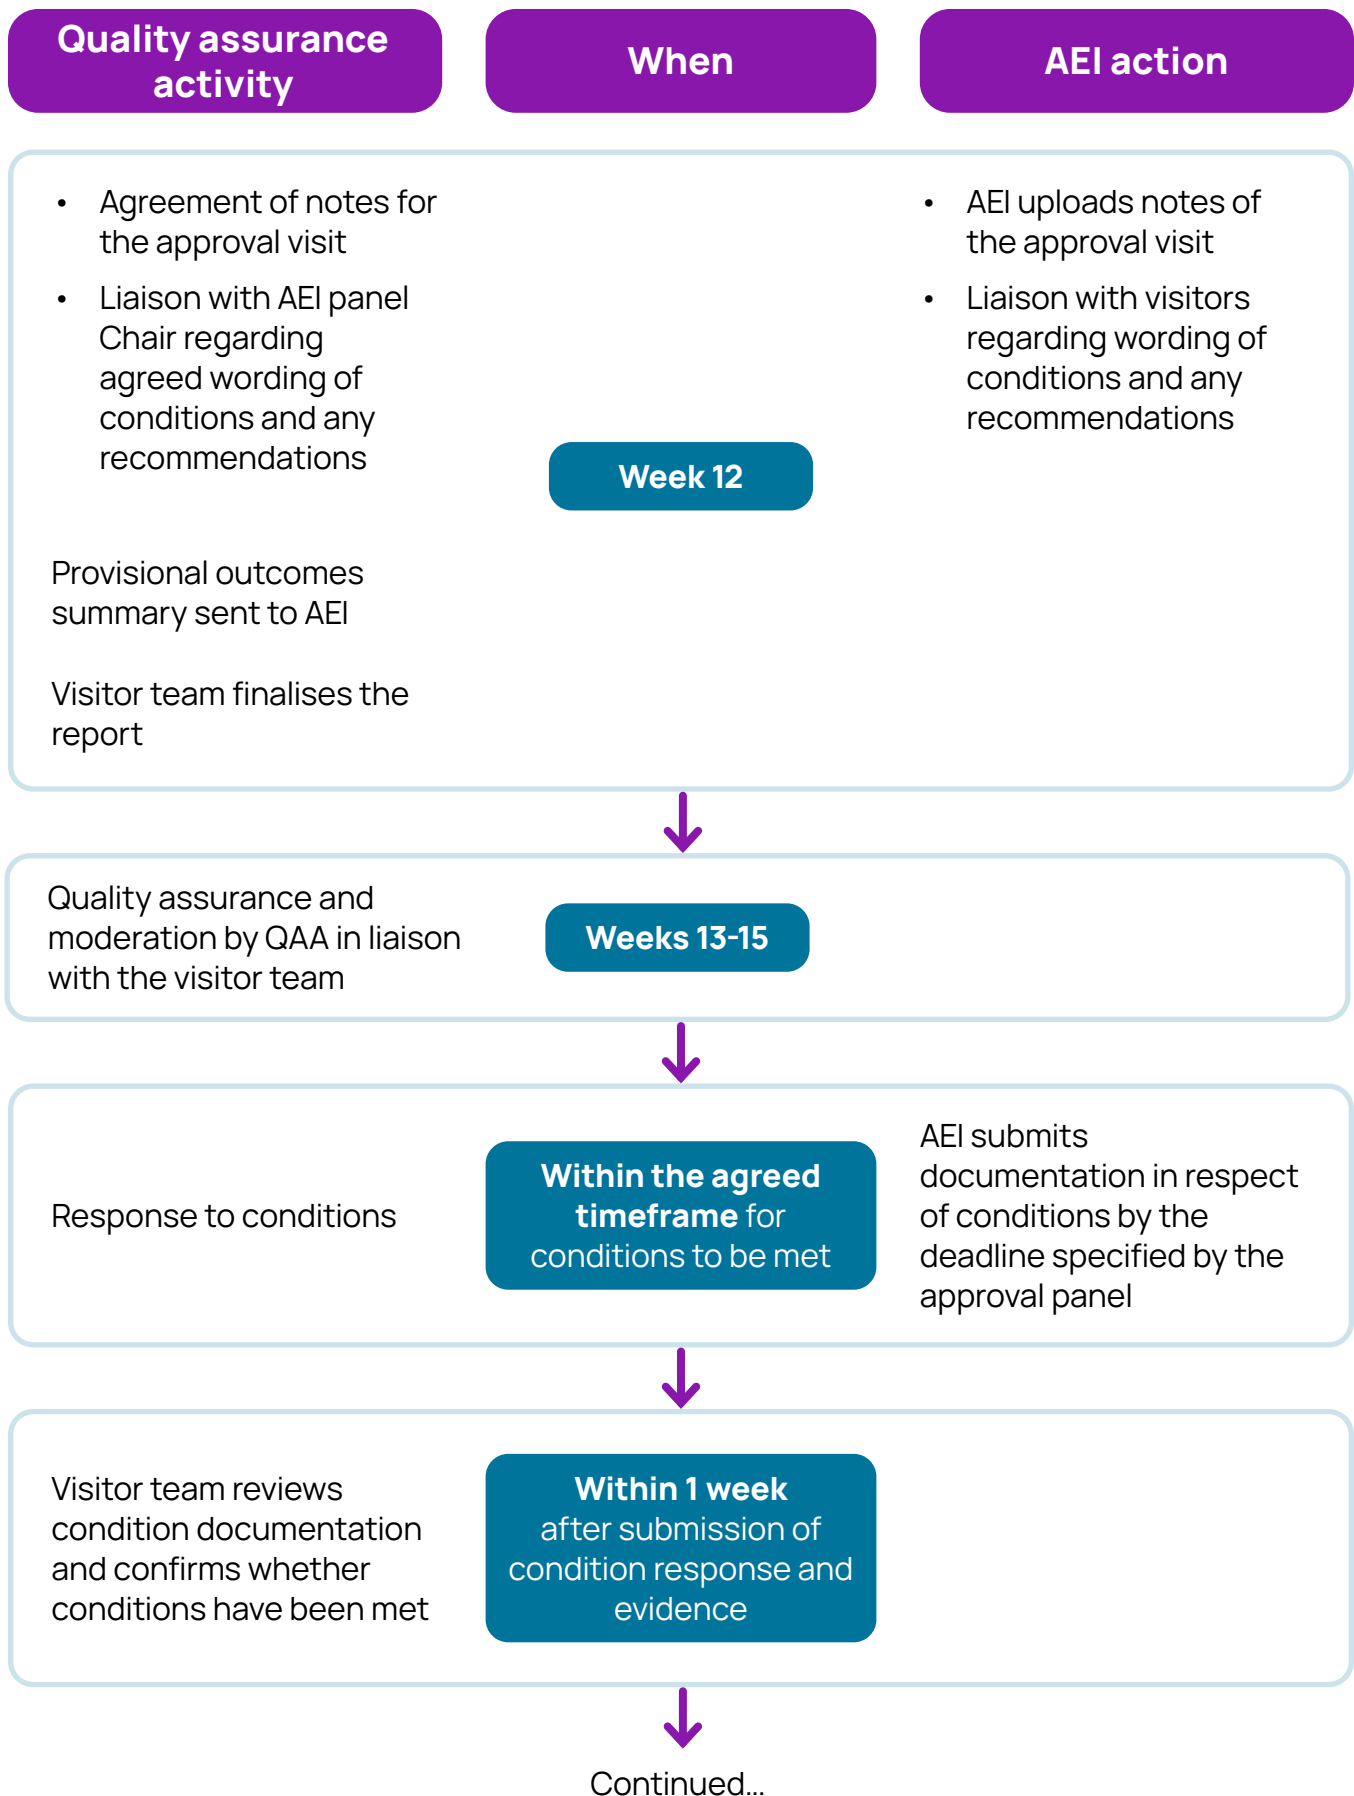 Quality assurance
activity
When
AEI action
• Agreement of notes for
the approval visit
• Liaison with AEI panel
Chair regarding
agreed wording of
conditions and any
recommendations
Provisional outcomes
summary sent to AEI
Visitor team finalises the
report
Week 12
• AEI uploads notes of
the approval visit
• Liaison with visitors
regarding wording of
conditions and any
recommendations
Quality assurance and
moderation by QAA in liaison
with the visitor team
Weeks 13-15
Response to conditions
Within the agreed
timeframe for
conditions to be met
AEI submits
documentation in respect
of conditions by the
deadline specified by the
approval panel
Visitor team reviews
condition documentation
and confirms whether
conditions have been met
Within 1 week
after submission of
condition response and
evidence
Continued...